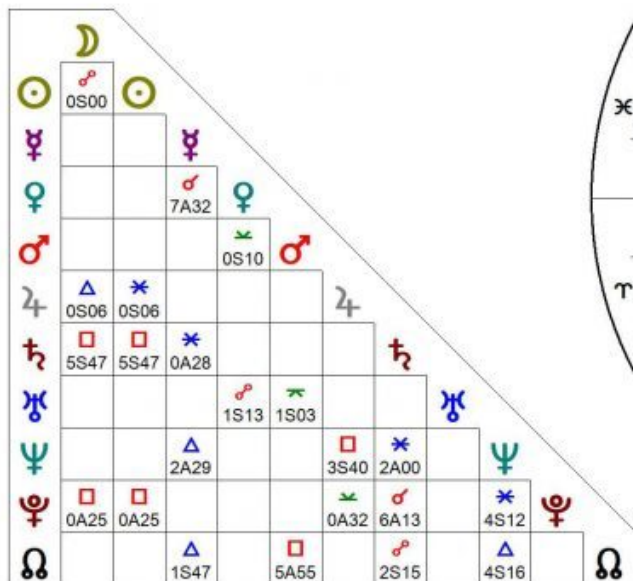 ☽
☉ ☍ ☉
0S00
☿ ☿
♀ ☌ ♀
7A32
♂ ⚺ ♂
0S10
♃ △ ⚹ ♃
0S06 0S06
♄ □ □ ⚹ ♄
5S47 5S47 0A28
♅ ☍ ⚻ ♅
1S13 1S03
♆ △ □ ⚹ ♆
2A29 3S40 2A00
♇ □ □ ⚺ ☌ ⚹ ♇
0A25 0A25 0A32 6A13 4S12
☊ △ □ ☍ △ ☊
1S47 5A55 2S15 4S16
♓
♈